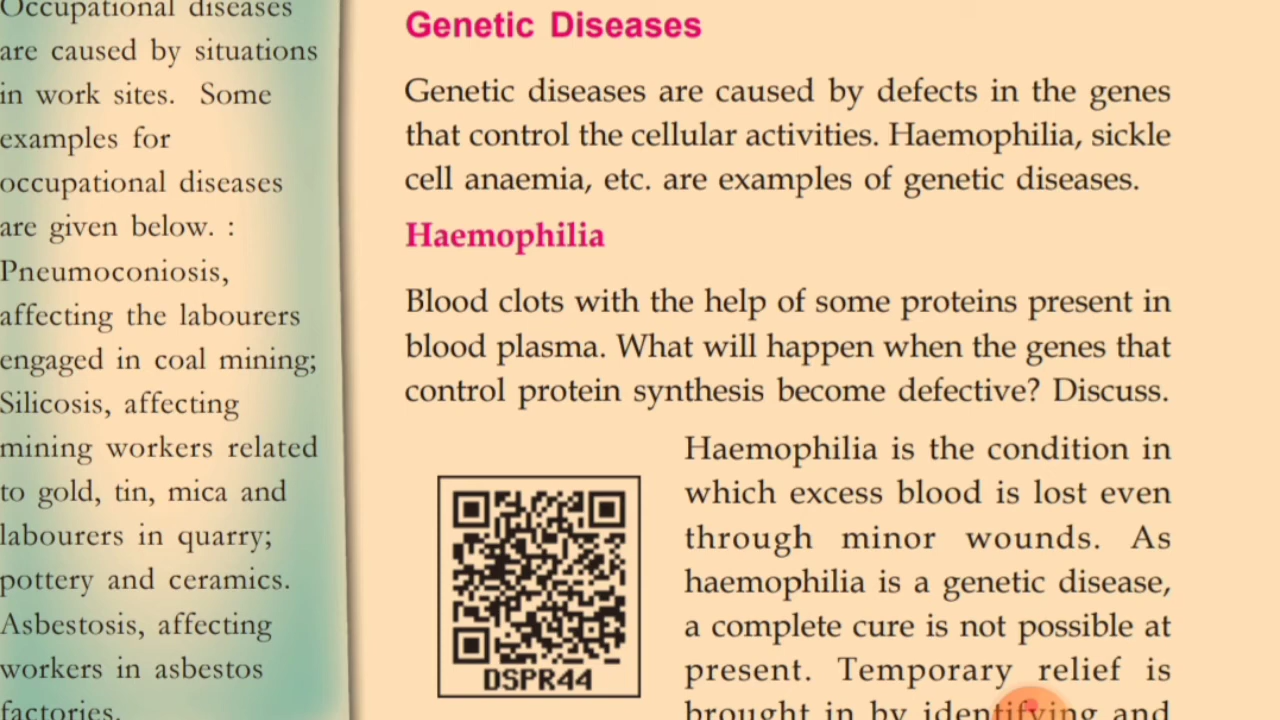 Occupational diseases
are caused by situations
in work sites. Some
examples for
occupational diseases
are given below. :
Pneumoconiosis,
affecting the labourers
engaged in coal mining;
Silicosis, affecting
mining workers related
to gold, tin, mica and
labourers in quarry;
pottery and ceramics.
Asbestosis, affecting
workers in asbestos
factories.
Genetic Diseases
Genetic diseases are caused by defects in the genes
that control the cellular activities. Haemophilia, sickle
cell anaemia, etc. are examples of genetic diseases.
Haemophilia
Blood clots with the help of some proteins present in
blood plasma. What will happen when the genes that
control protein synthesis become defective? Discuss.
DSPR44
Haemophilia is the condition in
which excess blood is lost even
through minor wounds. As
haemophilia is a genetic disease,
a complete cure is not possible at
present. Temporary relief is
brought in by identifying and